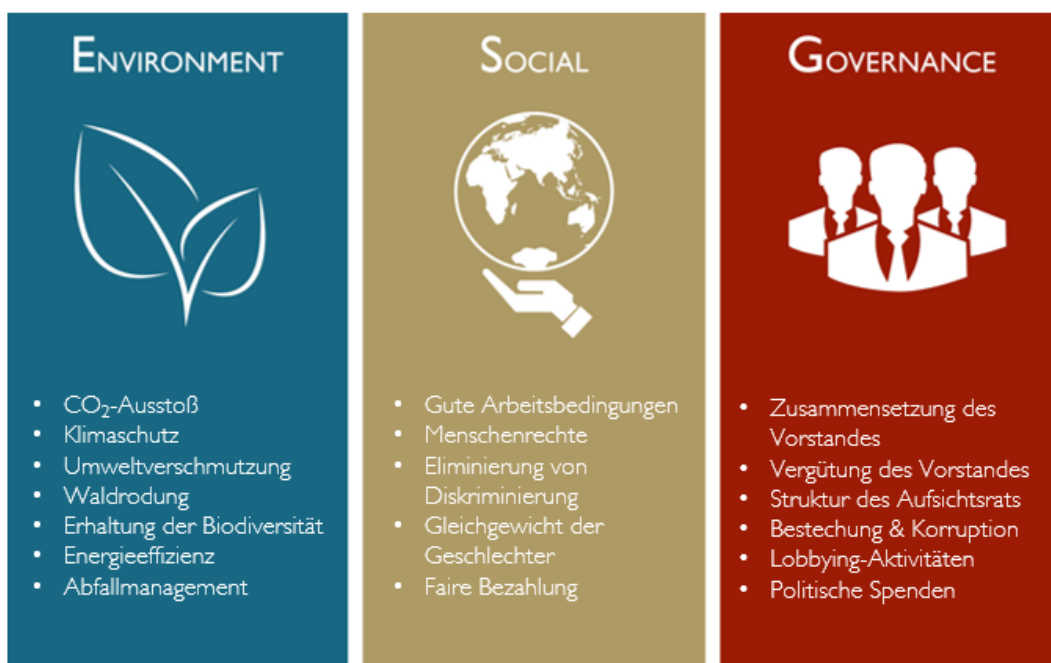 ENVIRONMENT
• CO₂-Ausstoß
• Klimaschutz
• Umweltverschmutzung
• Waldrodung
• Erhaltung der Biodiversität
• Energieeffizienz
• Abfallmanagement
SOCIAL
• Gute Arbeitsbedingungen
• Menschenrechte
• Eliminierung von
Diskriminierung
• Gleichgewicht der
Geschlechter
• Faire Bezahlung
GOVERNANCE
• Zusammensetzung des
Vorstandes
• Vergütung des Vorstandes
• Struktur des Aufsichtsrats
• Bestechung & Korruption
• Lobbying-Aktivitäten
• Politische Spenden